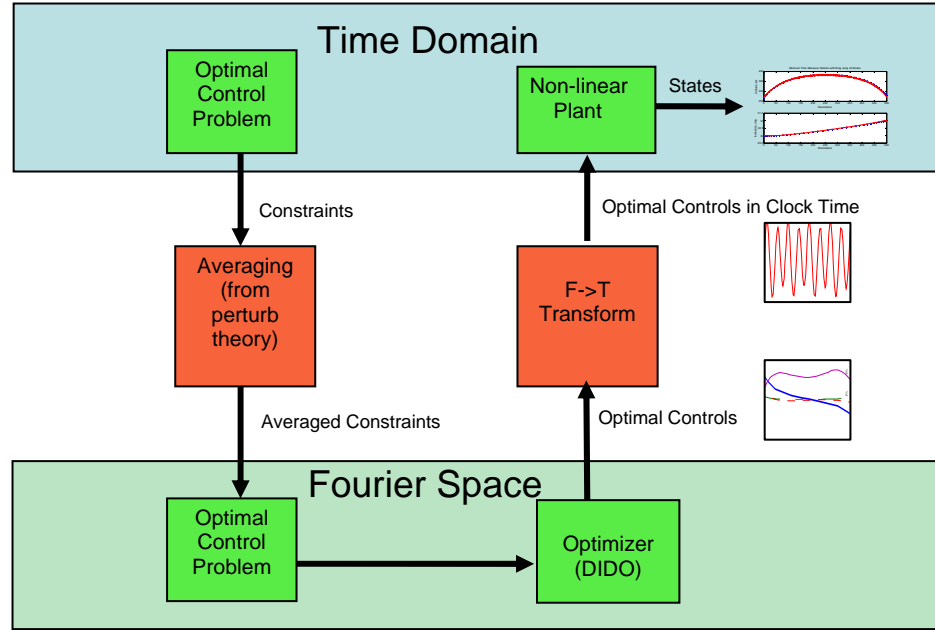 Time Domain
Optimal
Control
Problem
Non-linear
Plant
States
Constraints
Optimal Controls in Clock Time
Averaging
(from
perturb
theory)
F->T
Transform
Averaged Constraints
Optimal Controls
Fourier Space
Optimal
Control
Problem
Optimizer
(DIDO)